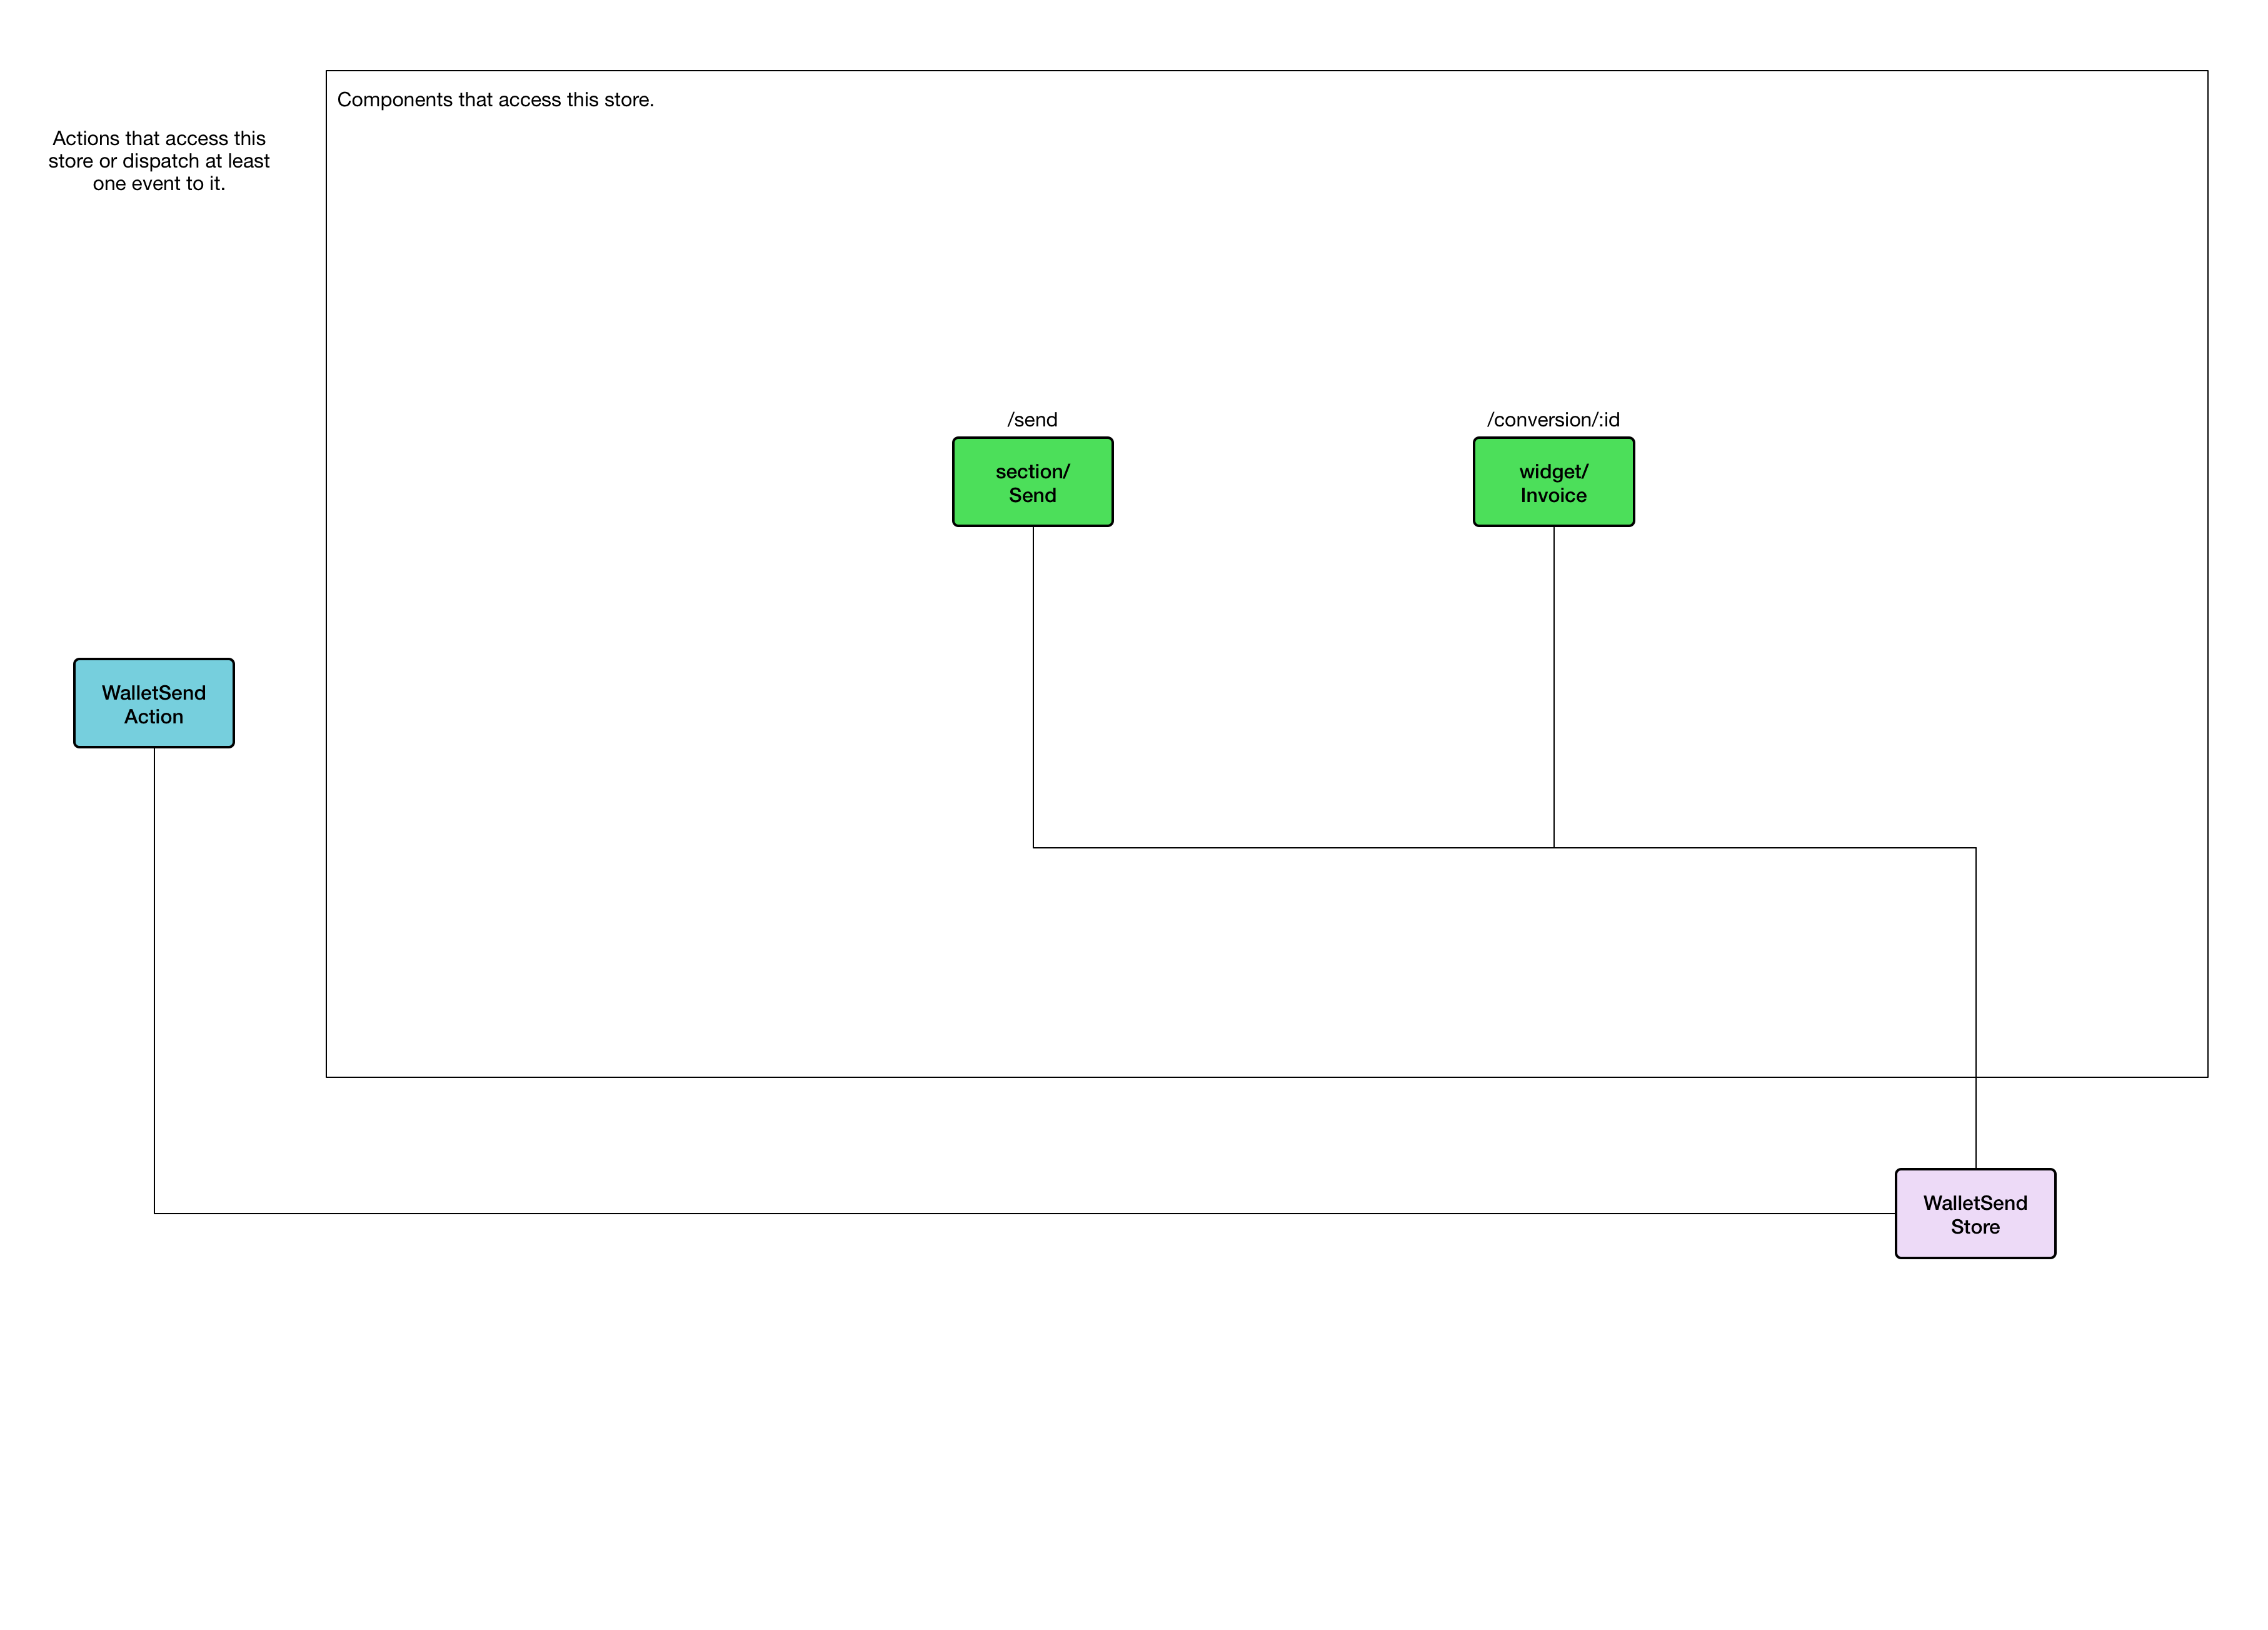 Components that access this store.
Actions that access this
store or dispatch at least
one event to it.
/send
section/
Send
/conversion/:id
widget/
Invoice
WalletSend
Action
WalletSend
Store